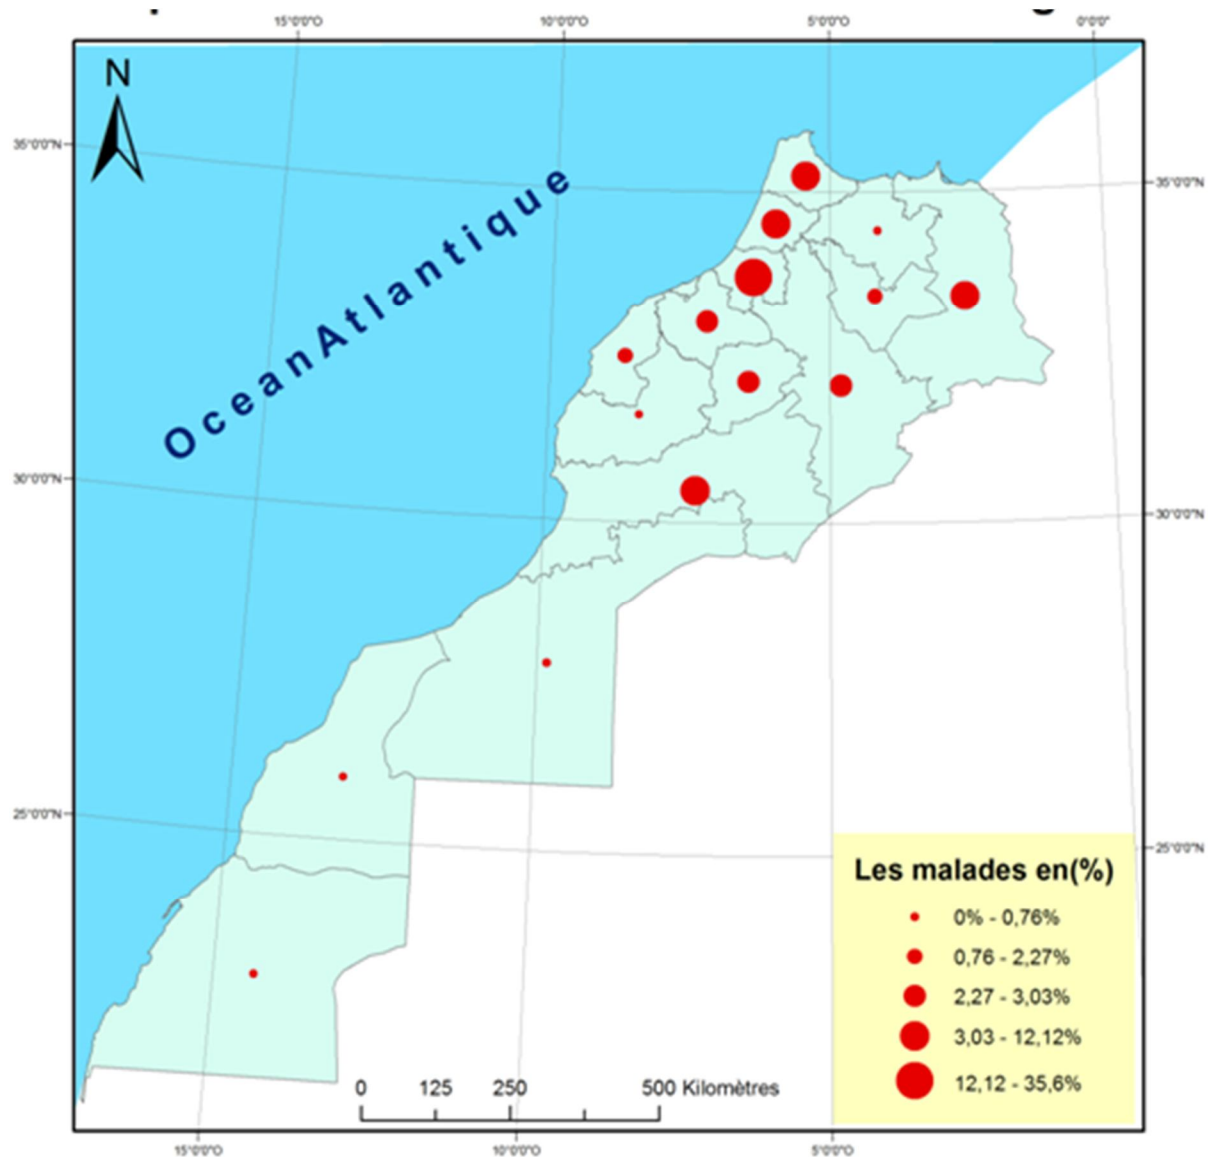 15°0'0"O 10°0'0"O 5°0'0"O 0°0'0"
N
35°0'0"N
35°0'0"N
Ocean Atlantique
30°0'0"N
30°0'0"N
25°0'0"N
25°0'0"N
Les malades en(%)
0% - 0,76%
0,76 - 2,27%
2,27 - 3,03%
3,03 - 12,12%
12,12 - 35,6%
0 125 250 500 Kilomètres
15°0'0"O 10°0'0"O 5°0'0"O